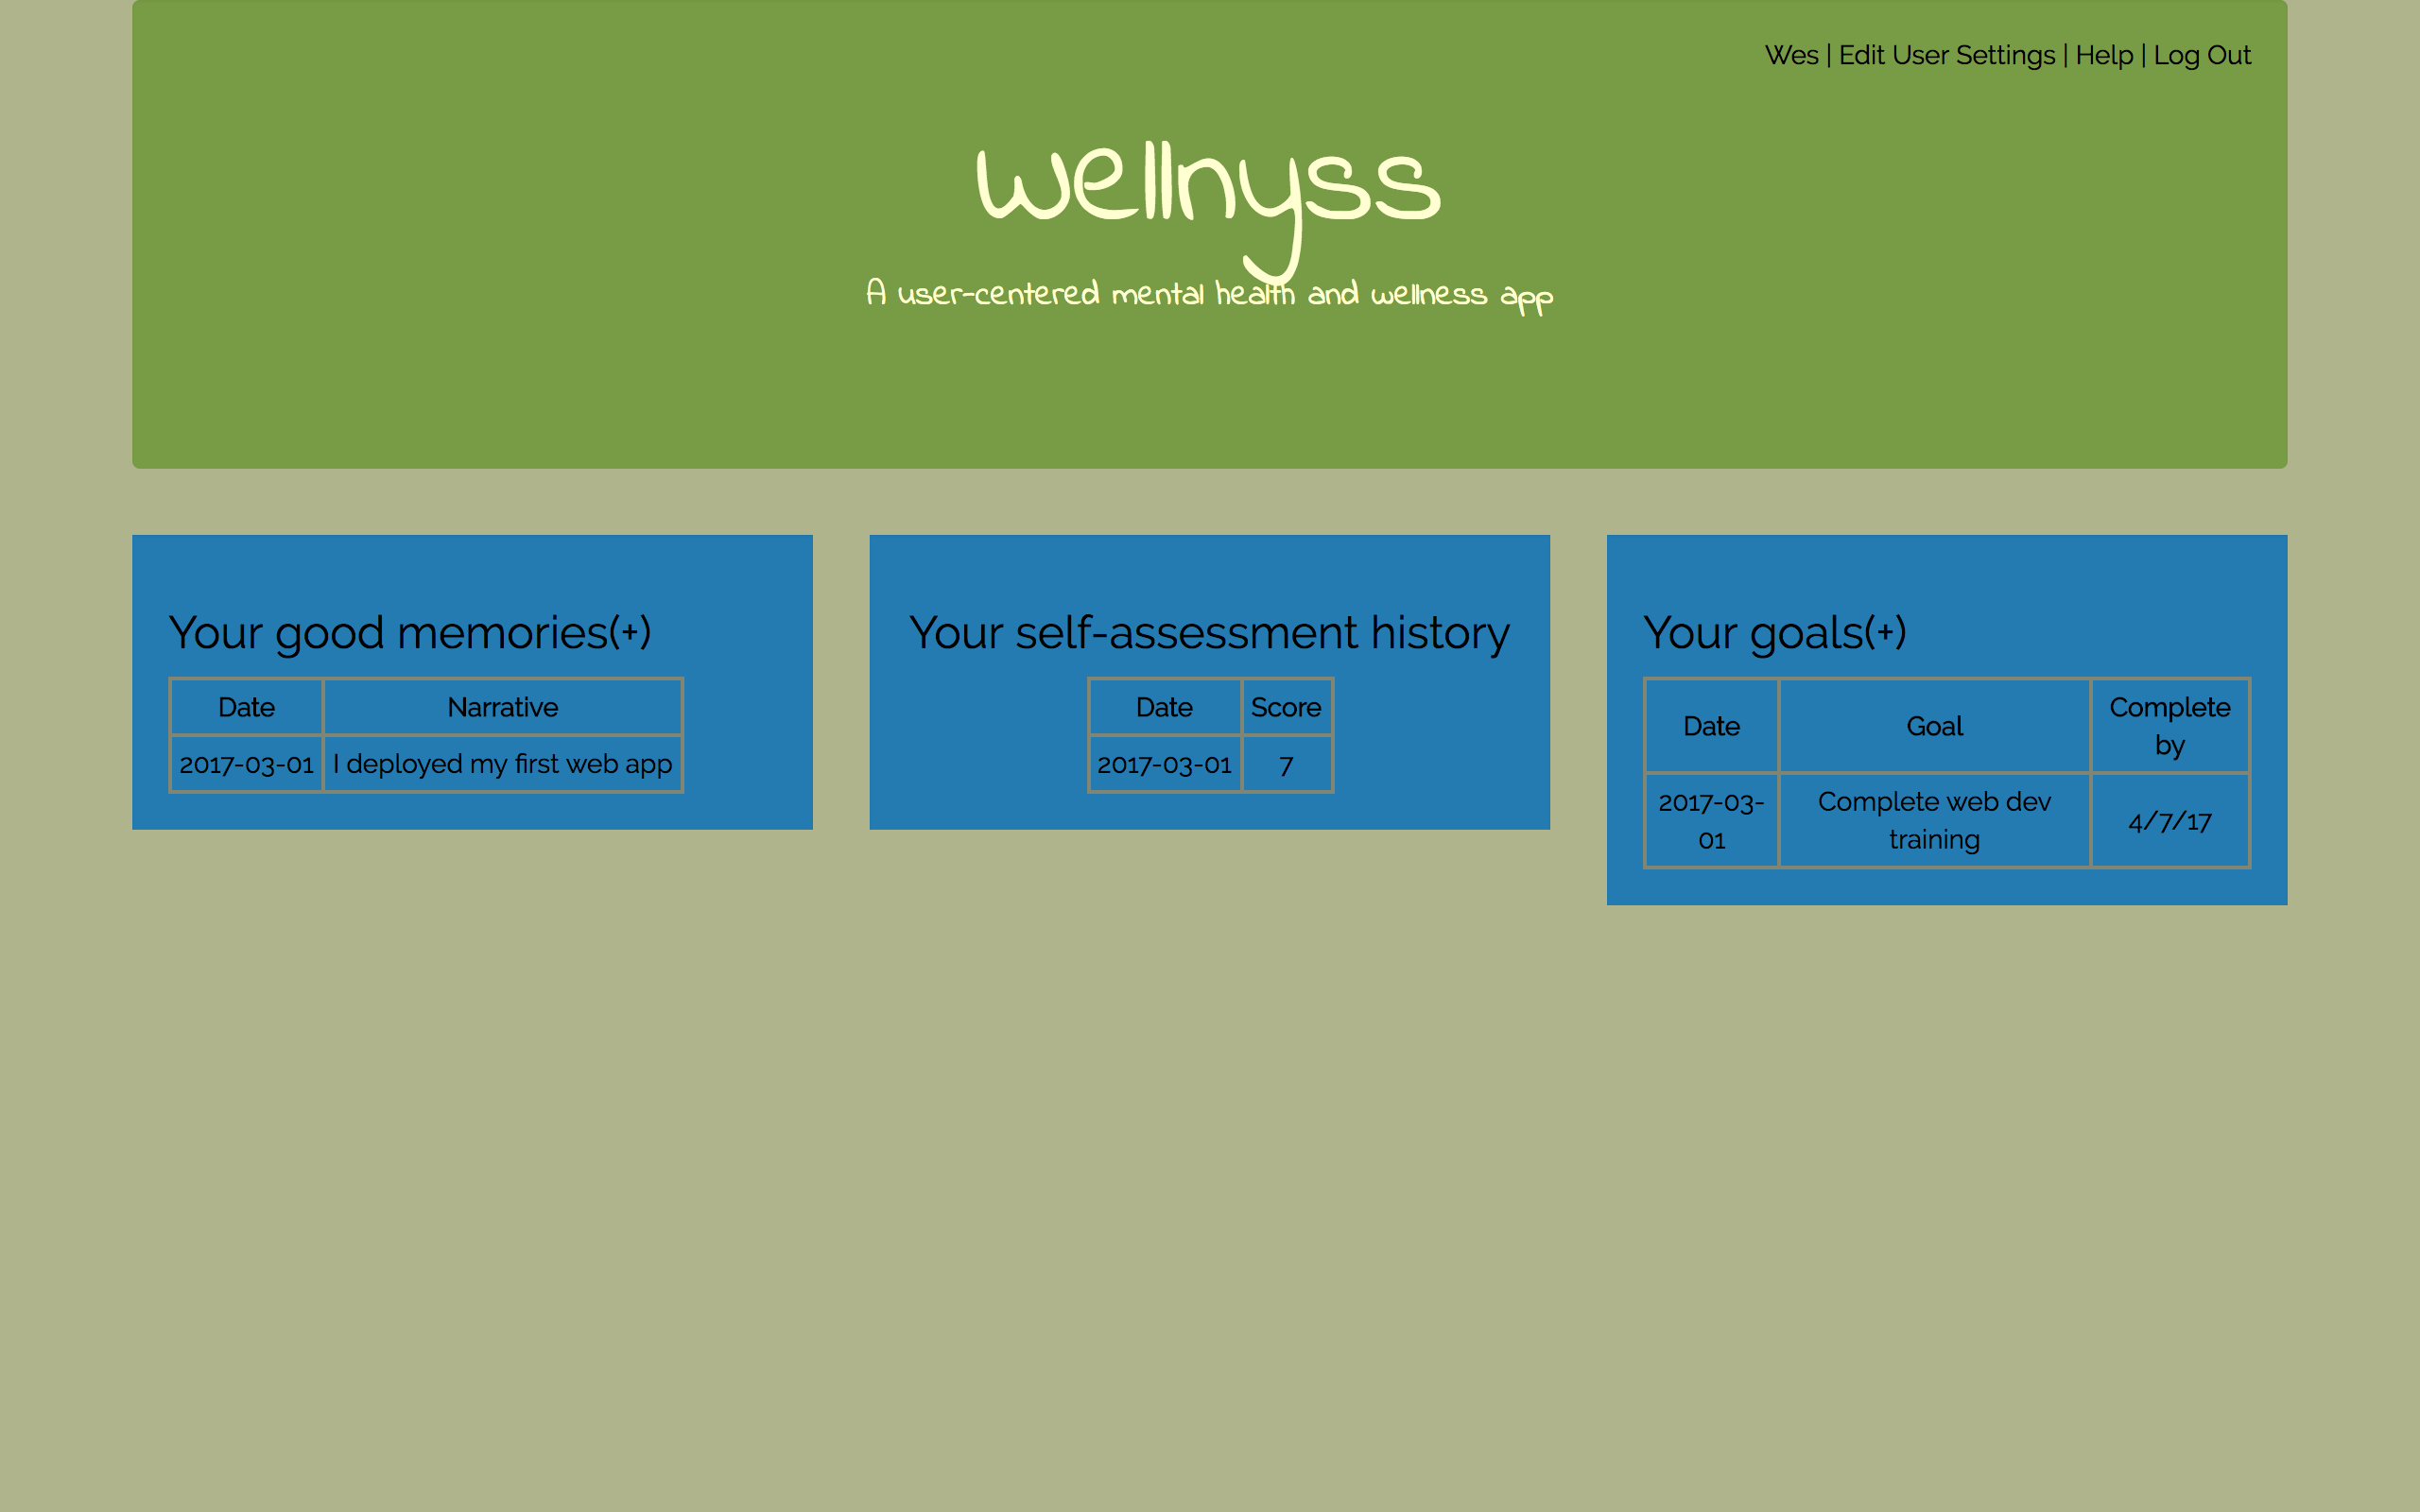 Wes | Edit User Settings | Help | Log Out
wellnyss
A user-centered mental health and wellness app
Your good memories(+)
Date Narrative
2017-03-01 I deployed my first web app
Your self-assessment history
Date Score
2017-03-01 7
Your goals(+)
Date Goal Complete
by
2017-03- Complete web dev 4/7/17
01 training